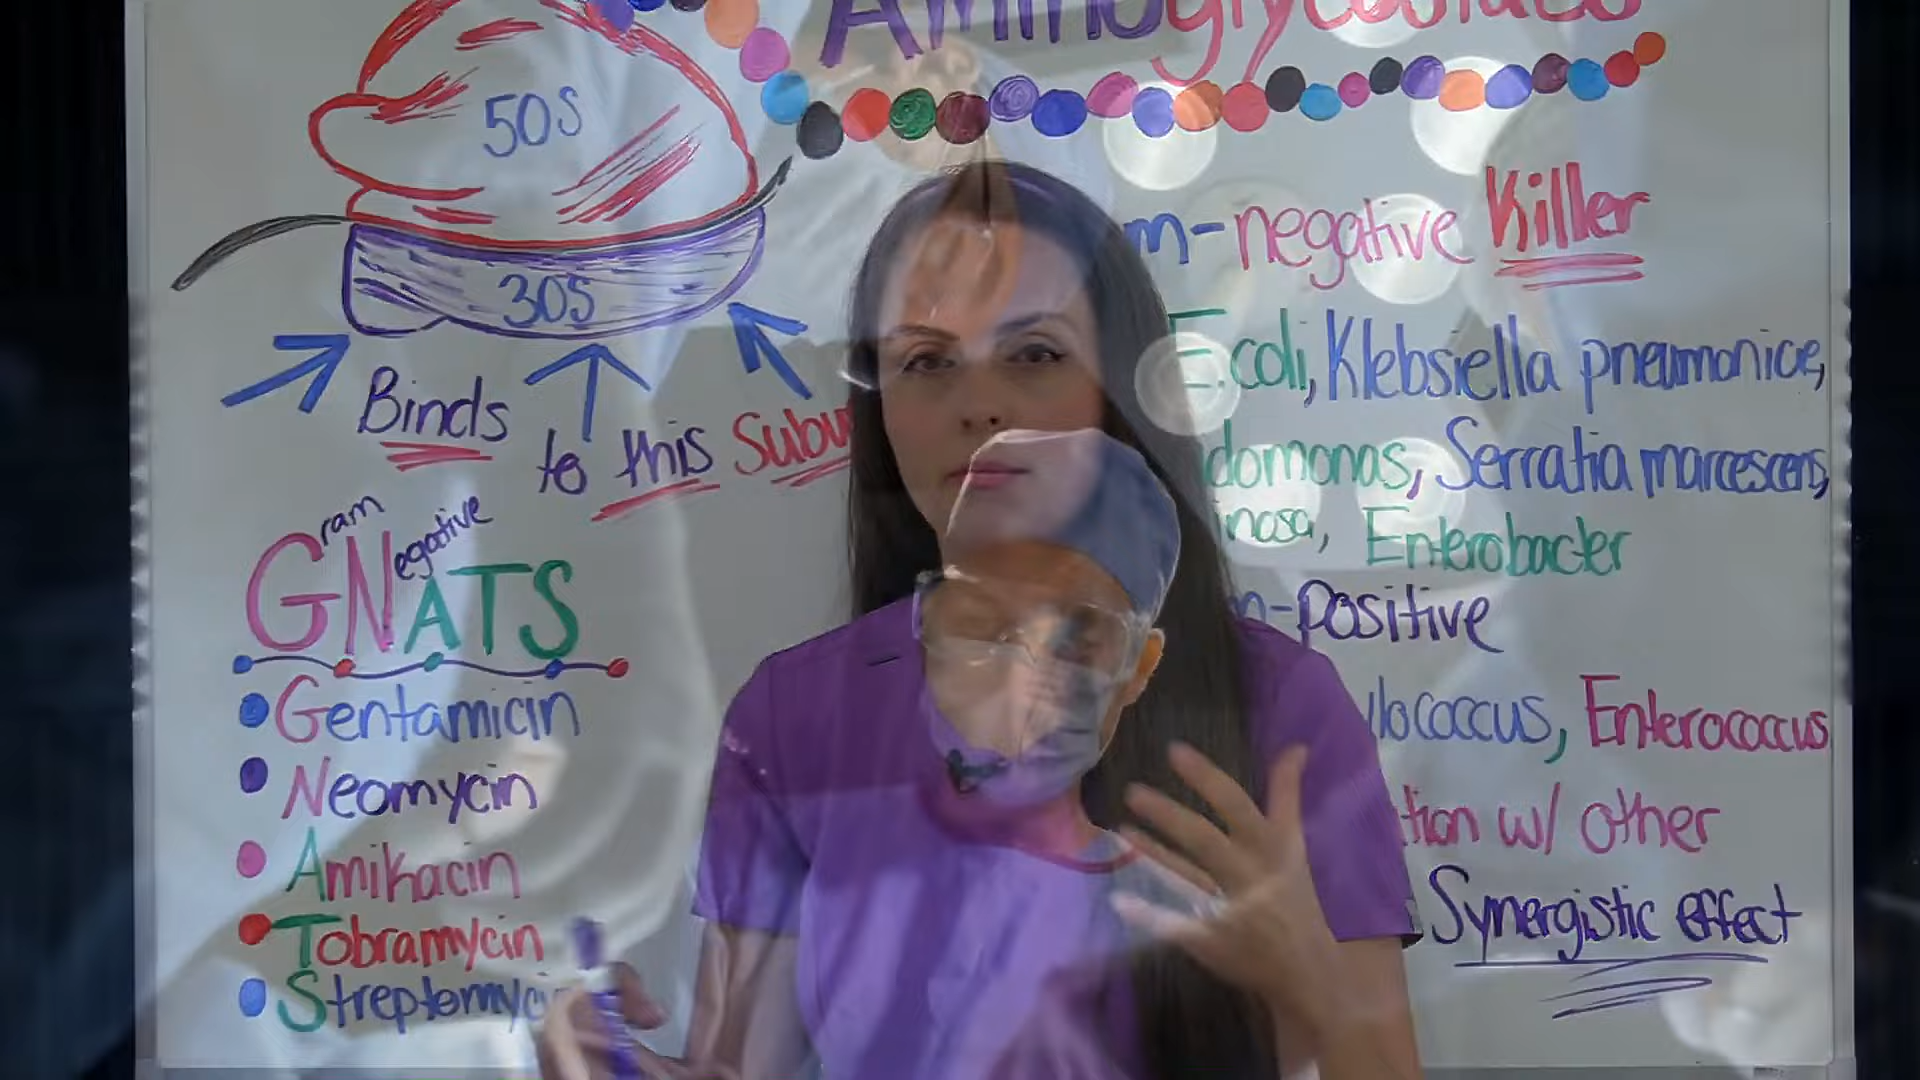 Aminoglycosides
50S
30S
Binds to this
Gram Negative
GNATS
Gentamicin
Neomycin
Amikacin
Tobramycin
-negative Killer
E.coli, Klebsiella pneumoniae,
Serratia marcescens,
Enterobacter
-positive
Enterococcus
w/ other
Synergistic effect